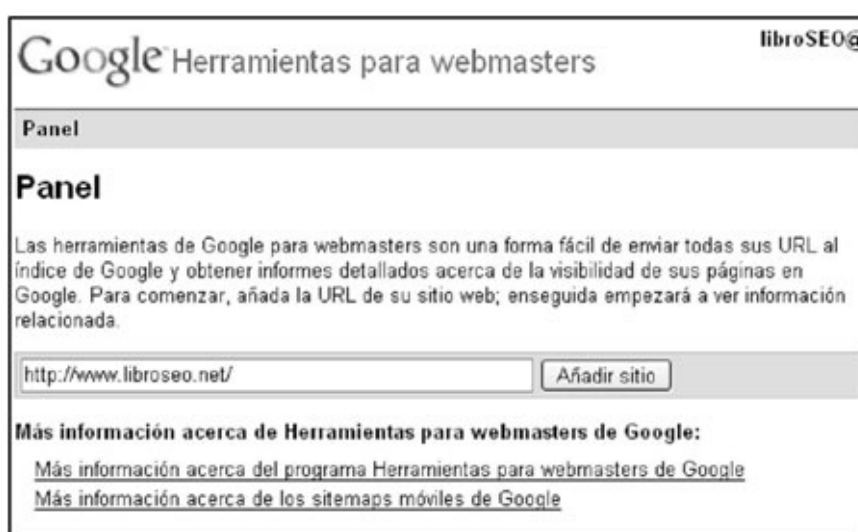 Google Herramientas para webmasters
libroSEO@
Panel
Panel
Las herramientas de Google para webmasters son una forma fácil de enviar todas sus URL al
índice de Google y obtener informes detallados acerca de la visibilidad de sus páginas en
Google. Para comenzar, añada la URL de su sitio web; enseguida empezará a ver información
relacionada.
http://www.libroseo.net/
Añadir sitio
Más información acerca de Herramientas para webmasters de Google:
Más información acerca del programa Herramientas para webmasters de Google
Más información acerca de los sitemaps móviles de Google